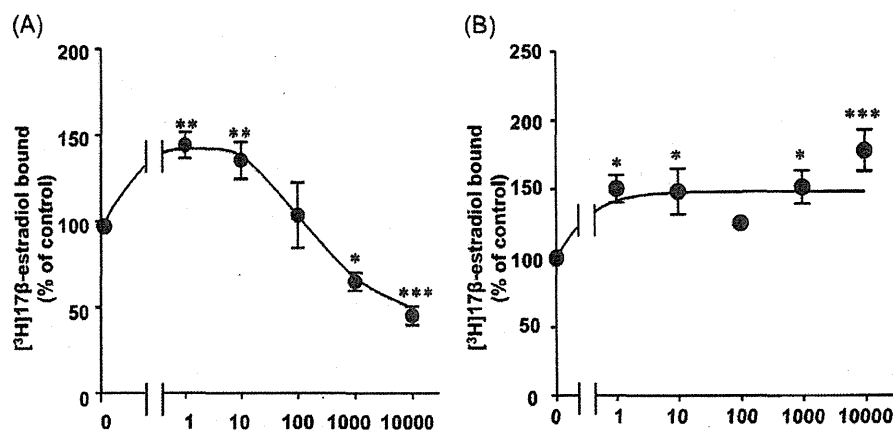 (A)
[³H]17β-estradiol bound
(% of control)
200
150
100
50
0
**
**
*
***
0 1 10 100 1000 10000
(B)
[³H]17β-estradiol bound
(% of control)
250
200
150
100
50
0
*
*
*
***
0 1 10 100 1000 10000